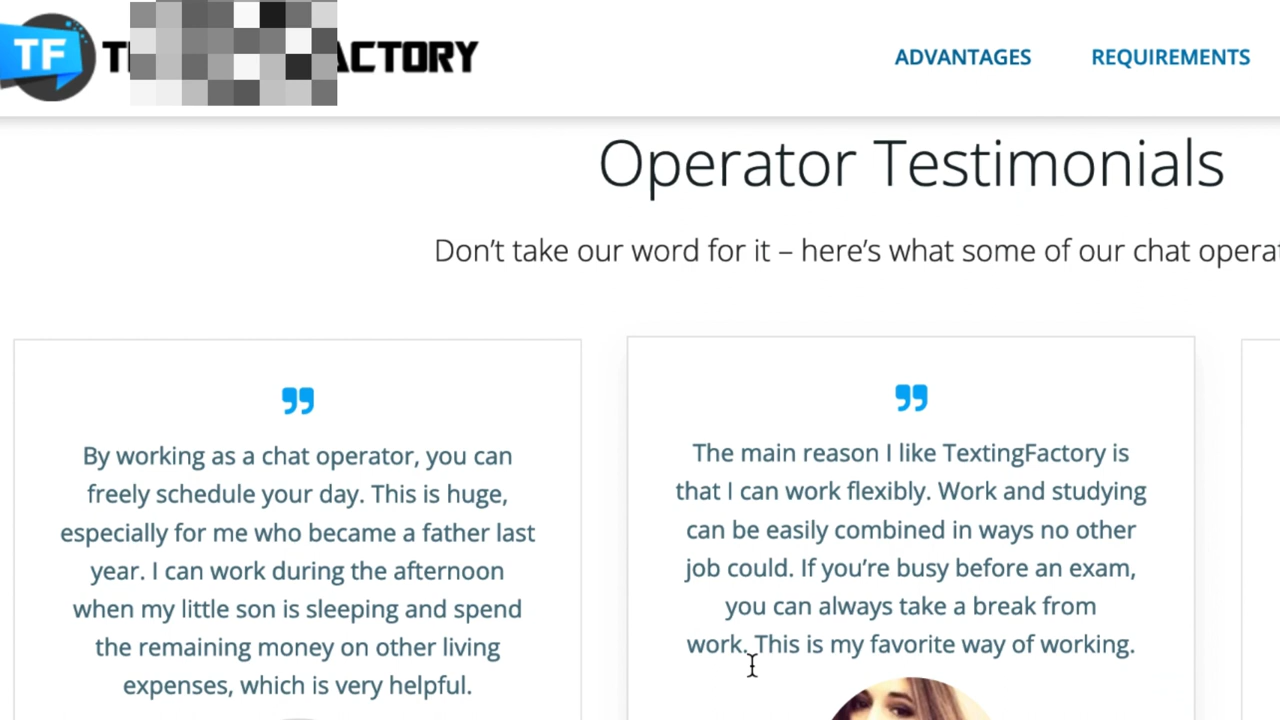 TF
ACTORY
ADVANTAGES
REQUIREMENTS
Operator Testimonials
Don’t take our word for it – here’s what some of our chat
”
By working as a chat operator, you can
freely schedule your day. This is huge,
especially for me who became a father last
year. I can work during the afternoon
when my little son is sleeping and spend
the remaining money on other living
expenses, which is very helpful.
”
The main reason I like TextingFactory is
that I can work flexibly. Work and studying
can be easily combined in ways no other
job could. If you’re busy before an exam,
you can always take a break from
work. This is my favorite way of working.